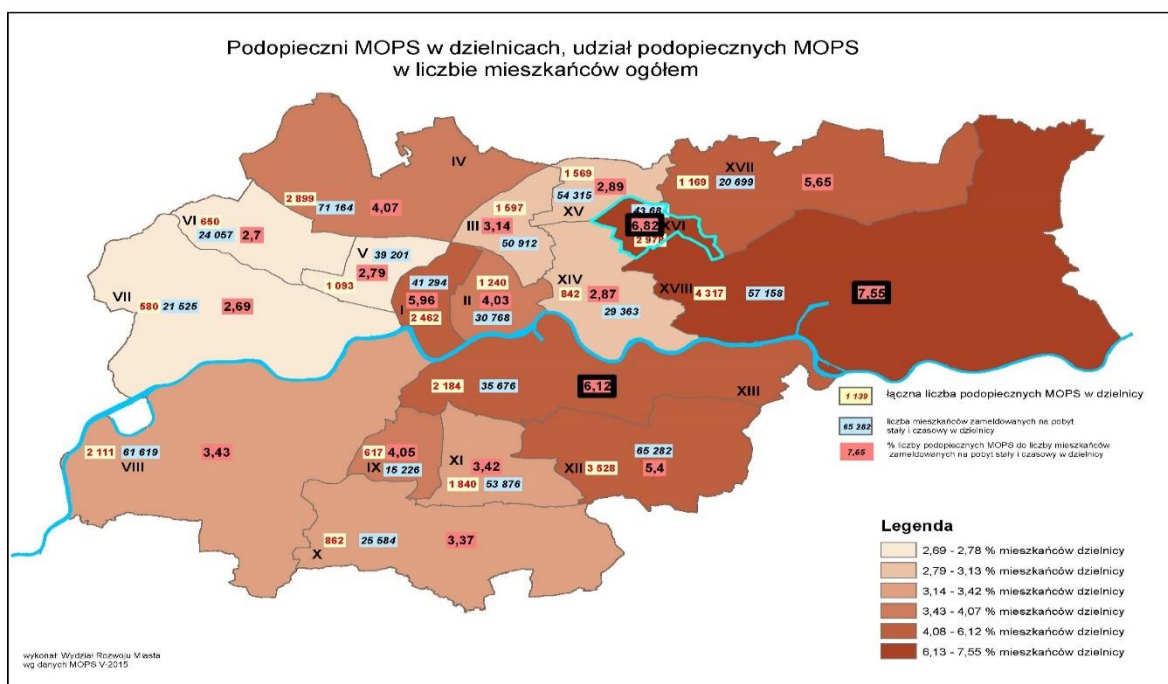 Podopieczni MOPS w dzielnicach, udział podopiecznych MOPS
w liczbie mieszkańców ogółem
IV
2 899
71 164
4,07
VI
650
24 057
2,7
V
39 201
2,79
1 093
VII
580
21 525
2,69
III
1 597
3,14
50 912
1 569
2,89
54 315
XV
XVII
1 169
20 699
5,65
43 68
6,82
XVI
2 978
I
41 294
5,96
2 462
II
1 240
4,03
30 768
XIV
842
2,87
29 363
XVIII
4 317
57 158
7,55
2 184
35 676
6,12
XIII
2 111
61 619
VIII
3,43
617
4,05
IX
15 226
XI
3,42
1 840
53 876
XII
3 528
65 282
5,4
X
862
25 584
3,37
1 139 łączna liczba podopiecznych MOPS w dzielnicy
65 282 liczba mieszkańców zameldowanych na pobyt
stały i czasowy w dzielnicy
7,65 % liczby podopiecznych MOPS do liczby mieszkańców
zameldowanych na pobyt stały i czasowy w dzielnicy
Legenda
2,69 - 2,78 % mieszkańców dzielnicy
2,79 - 3,13 % mieszkańców dzielnicy
3,14 - 3,42 % mieszkańców dzielnicy
3,43 - 4,07 % mieszkańców dzielnicy
4,08 - 6,12 % mieszkańców dzielnicy
6,13 - 7,55 % mieszkańców dzielnicy
wykonał: Wydział Rozwoju Miasta
wg danych MOPS V-2015